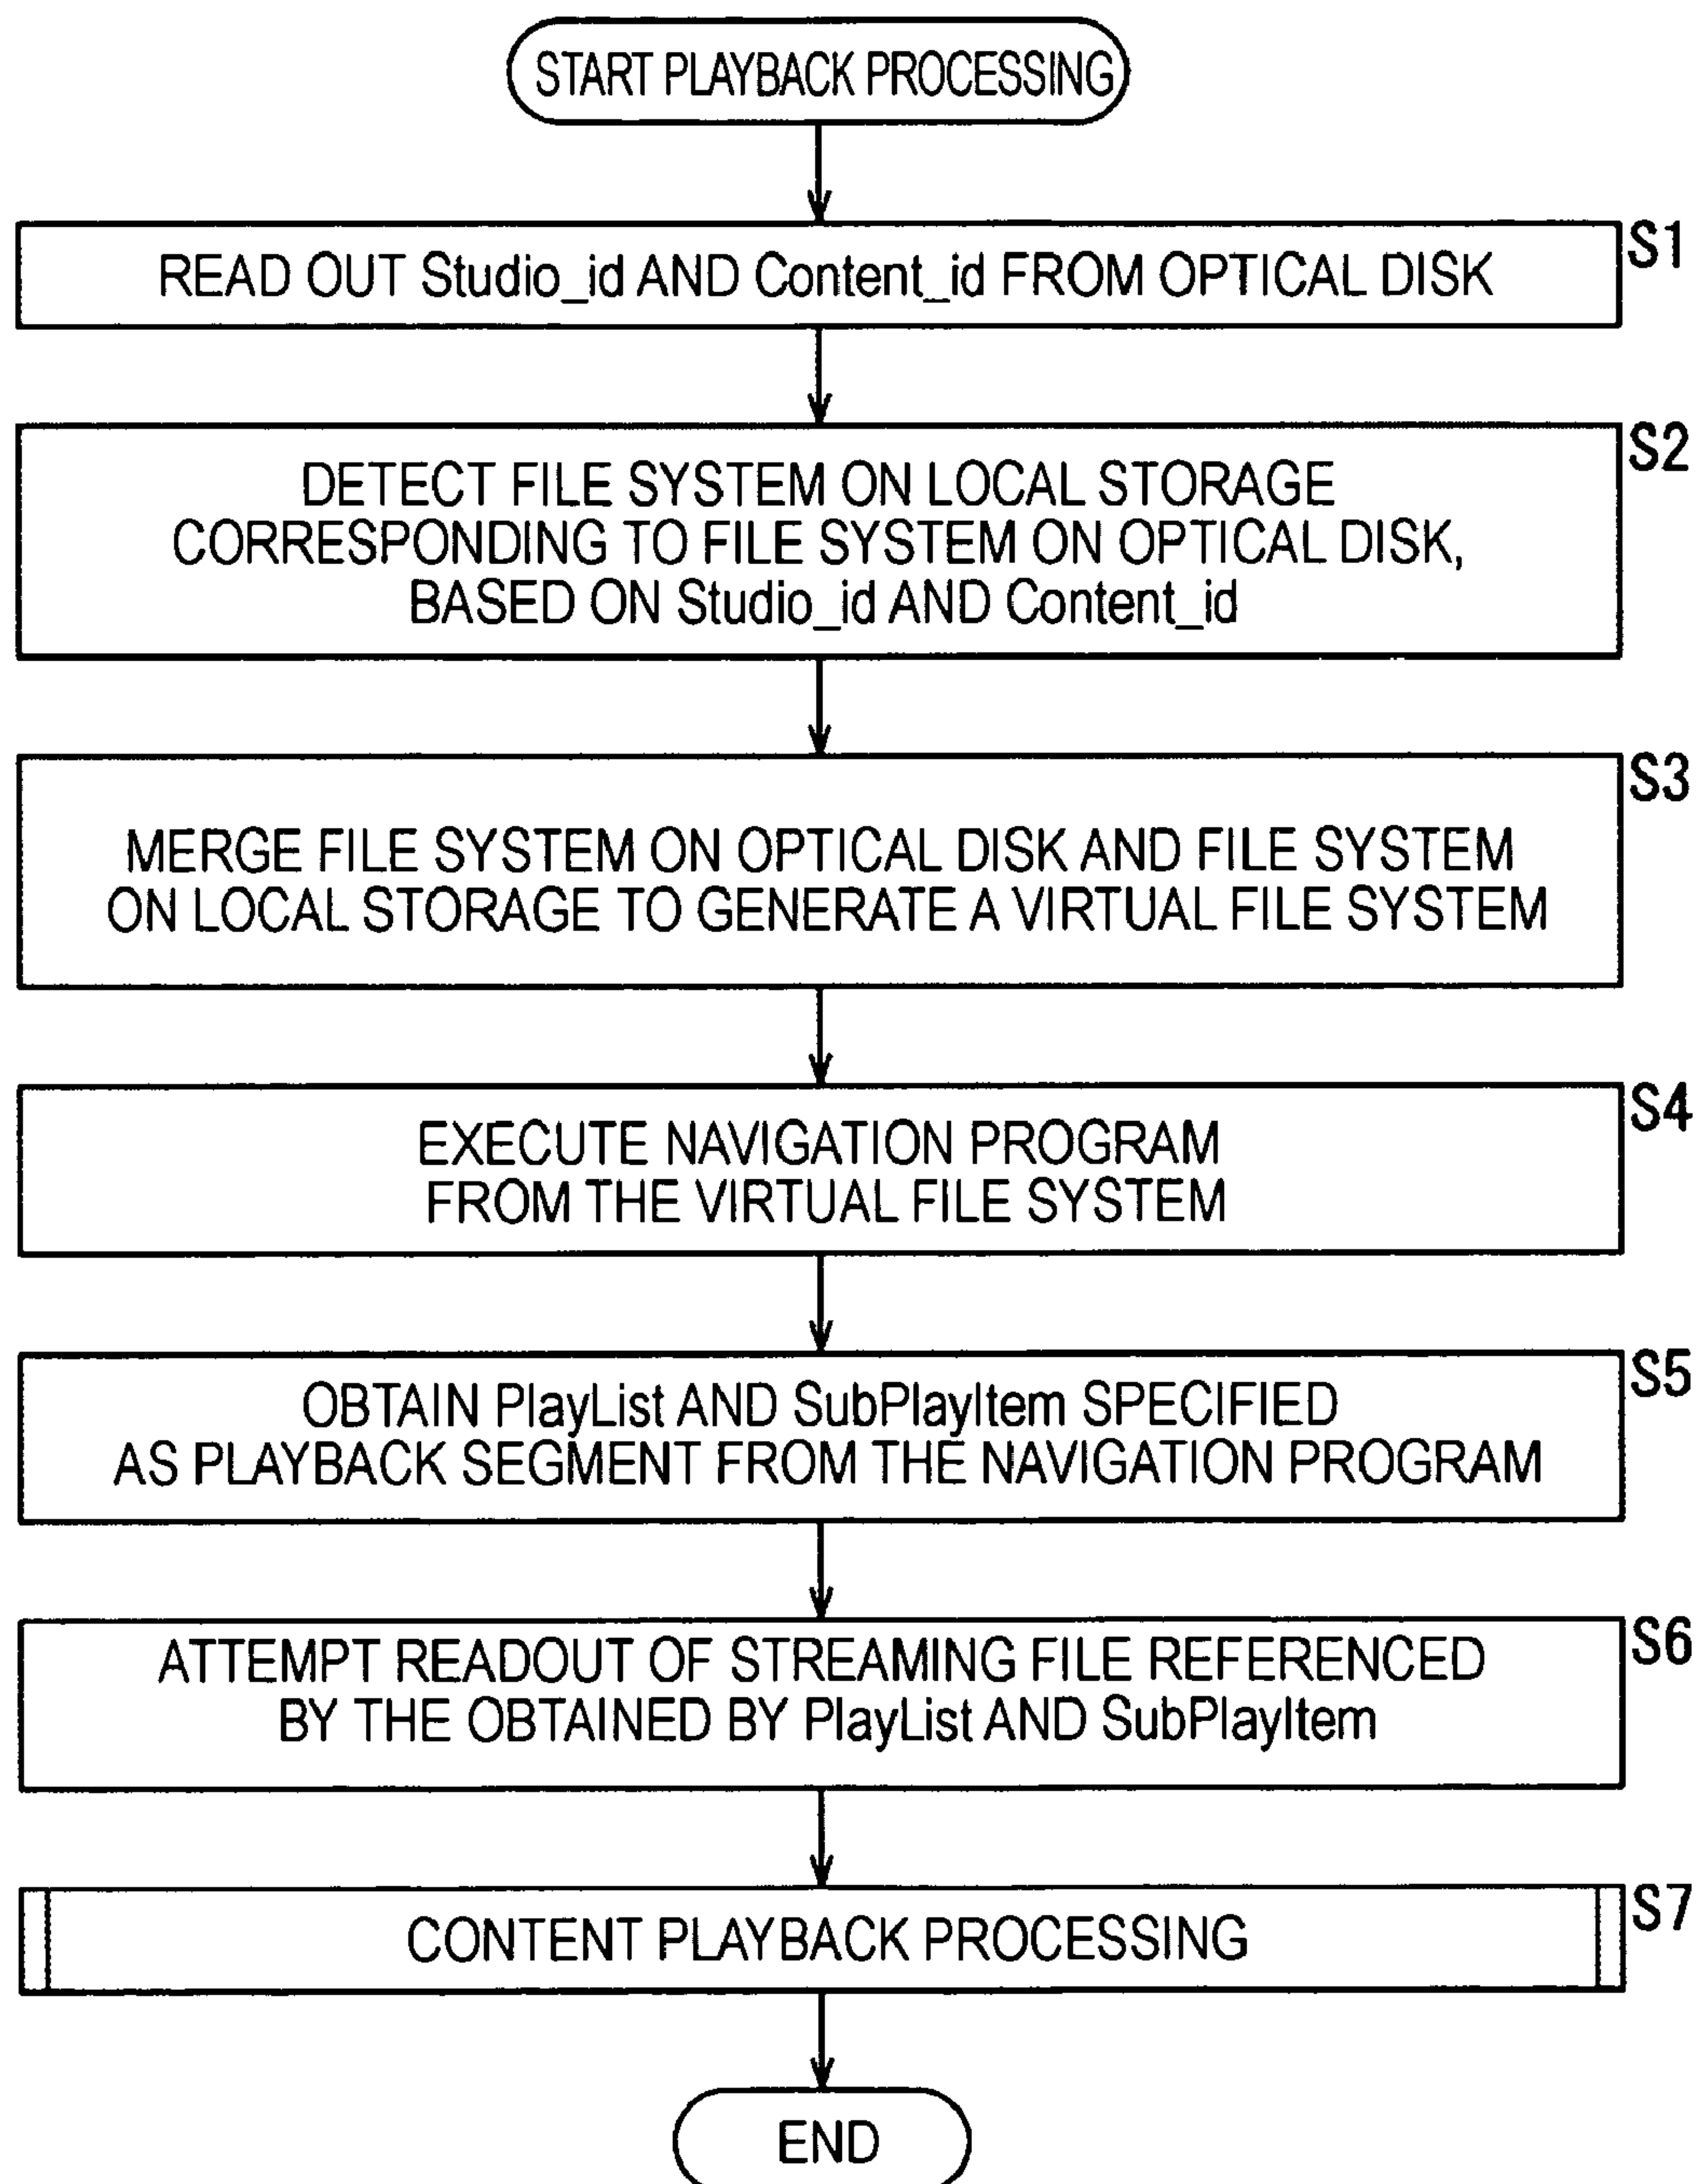 START PLAYBACK PROCESSING
S1
READ OUT Studio_id AND Content_id FROM OPTICAL DISK
S2
DETECT FILE SYSTEM ON LOCAL STORAGE
CORRESPONDING TO FILE SYSTEM ON OPTICAL DISK,
BASED ON Studio_id AND Content_id
S3
MERGE FILE SYSTEM ON OPTICAL DISK AND FILE SYSTEM
ON LOCAL STORAGE TO GENERATE A VIRTUAL FILE SYSTEM
S4
EXECUTE NAVIGATION PROGRAM
FROM THE VIRTUAL FILE SYSTEM
S5
OBTAIN PlayList AND SubPlayItem SPECIFIED
AS PLAYBACK SEGMENT FROM THE NAVIGATION PROGRAM
S6
ATTEMPT READOUT OF STREAMING FILE REFERENCED
BY THE OBTAINED BY PlayList AND SubPlayItem
S7
CONTENT PLAYBACK PROCESSING
END